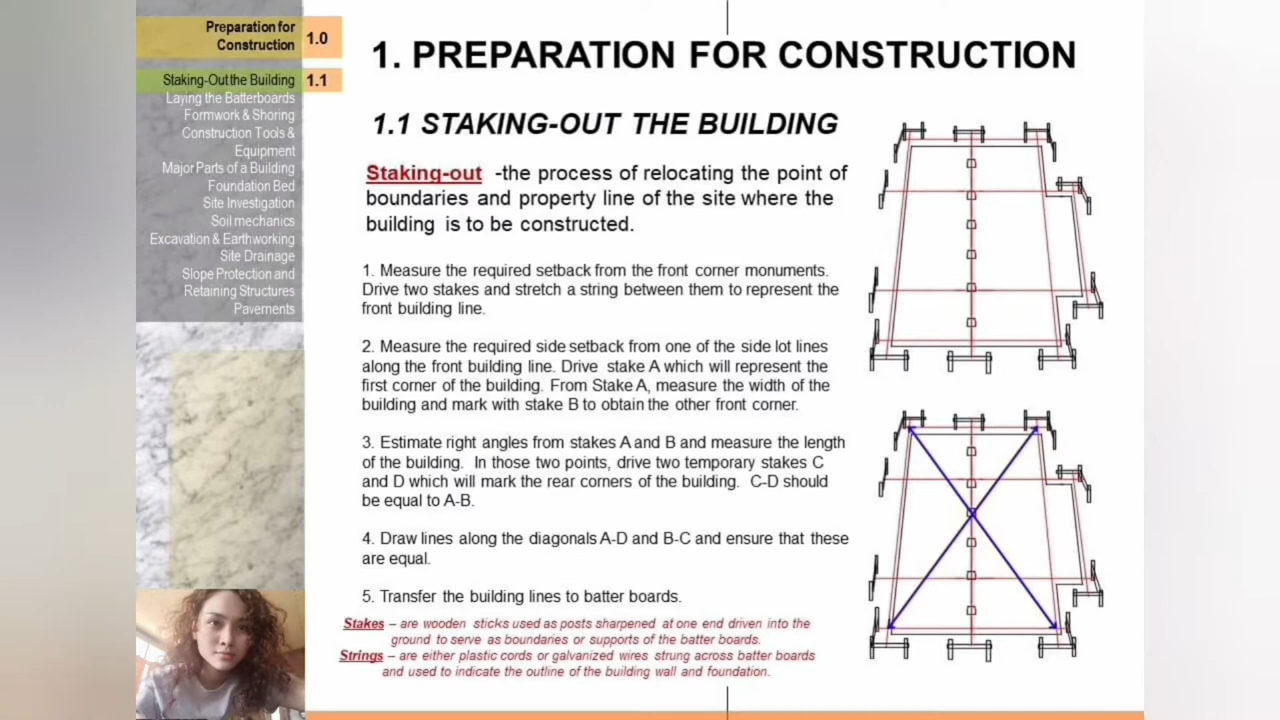 Preparation for
Construction
1.0
Staking-Out the Building
1.1
Laying the Batterboards
Formwork & Shoring
Construction Tools &
Equipment
Major Parts of a Building
Foundation Bed
Site Investigation
Soil mechanics
Excavation & Earthworking
Site Drainage
Slope Protection and
Retaining Structures
Pavements
1. PREPARATION FOR CONSTRUCTION
1.1 STAKING-OUT THE BUILDING
Staking-out -the process of relocating the point of
boundaries and property line of the site where the
building is to be constructed.
1. Measure the required setback from the front corner monuments.
Drive two stakes and stretch a string between them to represent the
front building line.
2. Measure the required side setback from one of the side lot lines
along the front building line. Drive stake A which will represent the
first corner of the building. From Stake A, measure the width of the
building and mark with stake B to obtain the other front corner.
3. Estimate right angles from stakes A and B and measure the length
of the building. In those two points, drive two temporary stakes C
and D which will mark the rear corners of the building. C-D should
be equal to A-B.
4. Draw lines along the diagonals A-D and B-C and ensure that these
are equal.
5. Transfer the building lines to batter boards.
Stakes – are wooden sticks used as posts sharpened at one end driven into the
ground to serve as boundaries or supports of the batter boards.
Strings – are either plastic cords or galvanized wires strung across batter boards
and used to indicate the outline of the building wall and foundation.